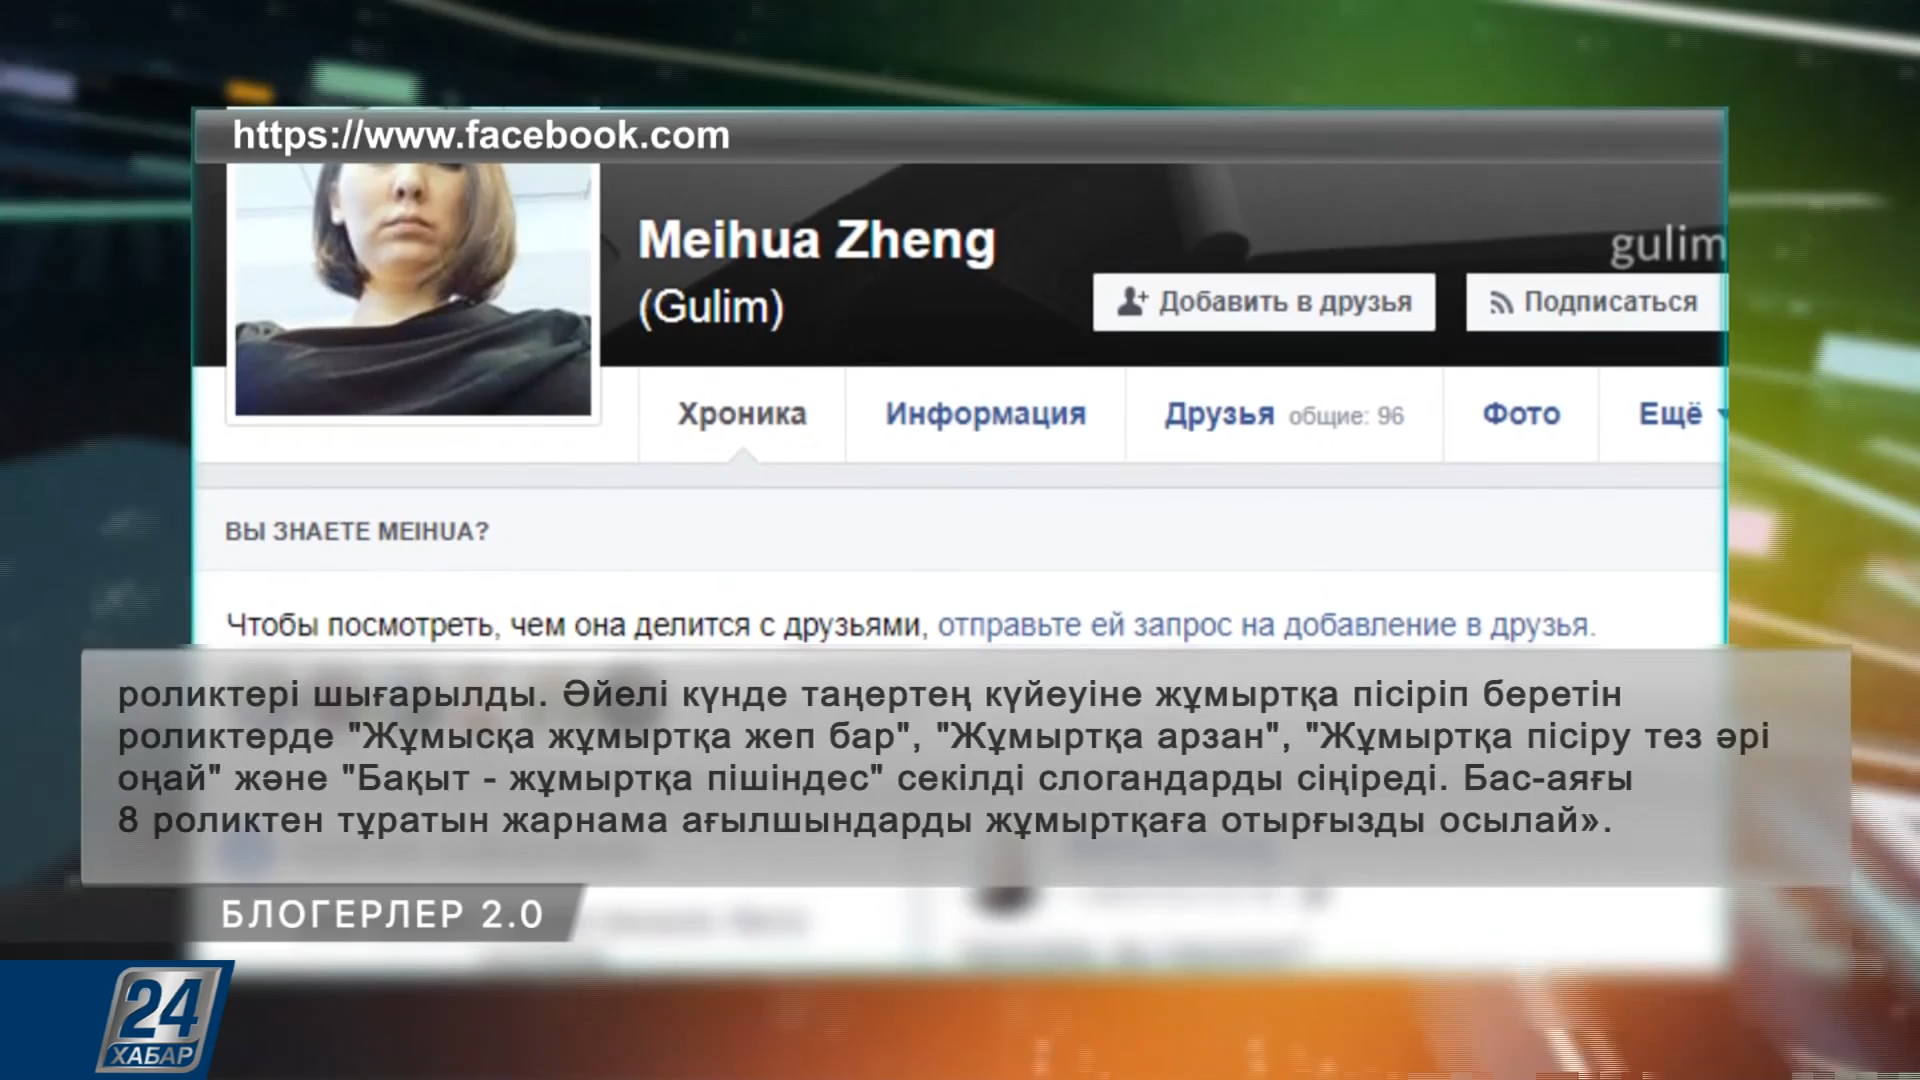 https://www.facebook.com
Meihua Zheng
gulim
(Gulim)
Добавить в друзья
Подписаться
Хроника
Информация
Друзья общие: 96
Фото
Ещё
ВЫ ЗНАЕТЕ MEIHUA?
Чтобы посмотреть, чем она делится с друзьями, отправьте ей запрос на добавление в друзья.
роликтері шығарылды. Әйелі күнде таңертең күйеуіне жұмыртқа пісіріп беретін
роликтерде "Жұмысқа жұмыртқа жеп бар", "Жұмыртқа арзан", "Жұмыртқа пісіру тез әрі
оңай" және "Бақыт - жұмыртқа пішіндес" секілді слогандарды сіңіреді. Бас-аяғы
8 роликтен тұратын жарнама ағылшындарды жұмыртқаға отырғызды осылай».
БЛОГЕРЛЕР 2.0
24
ХАБАР